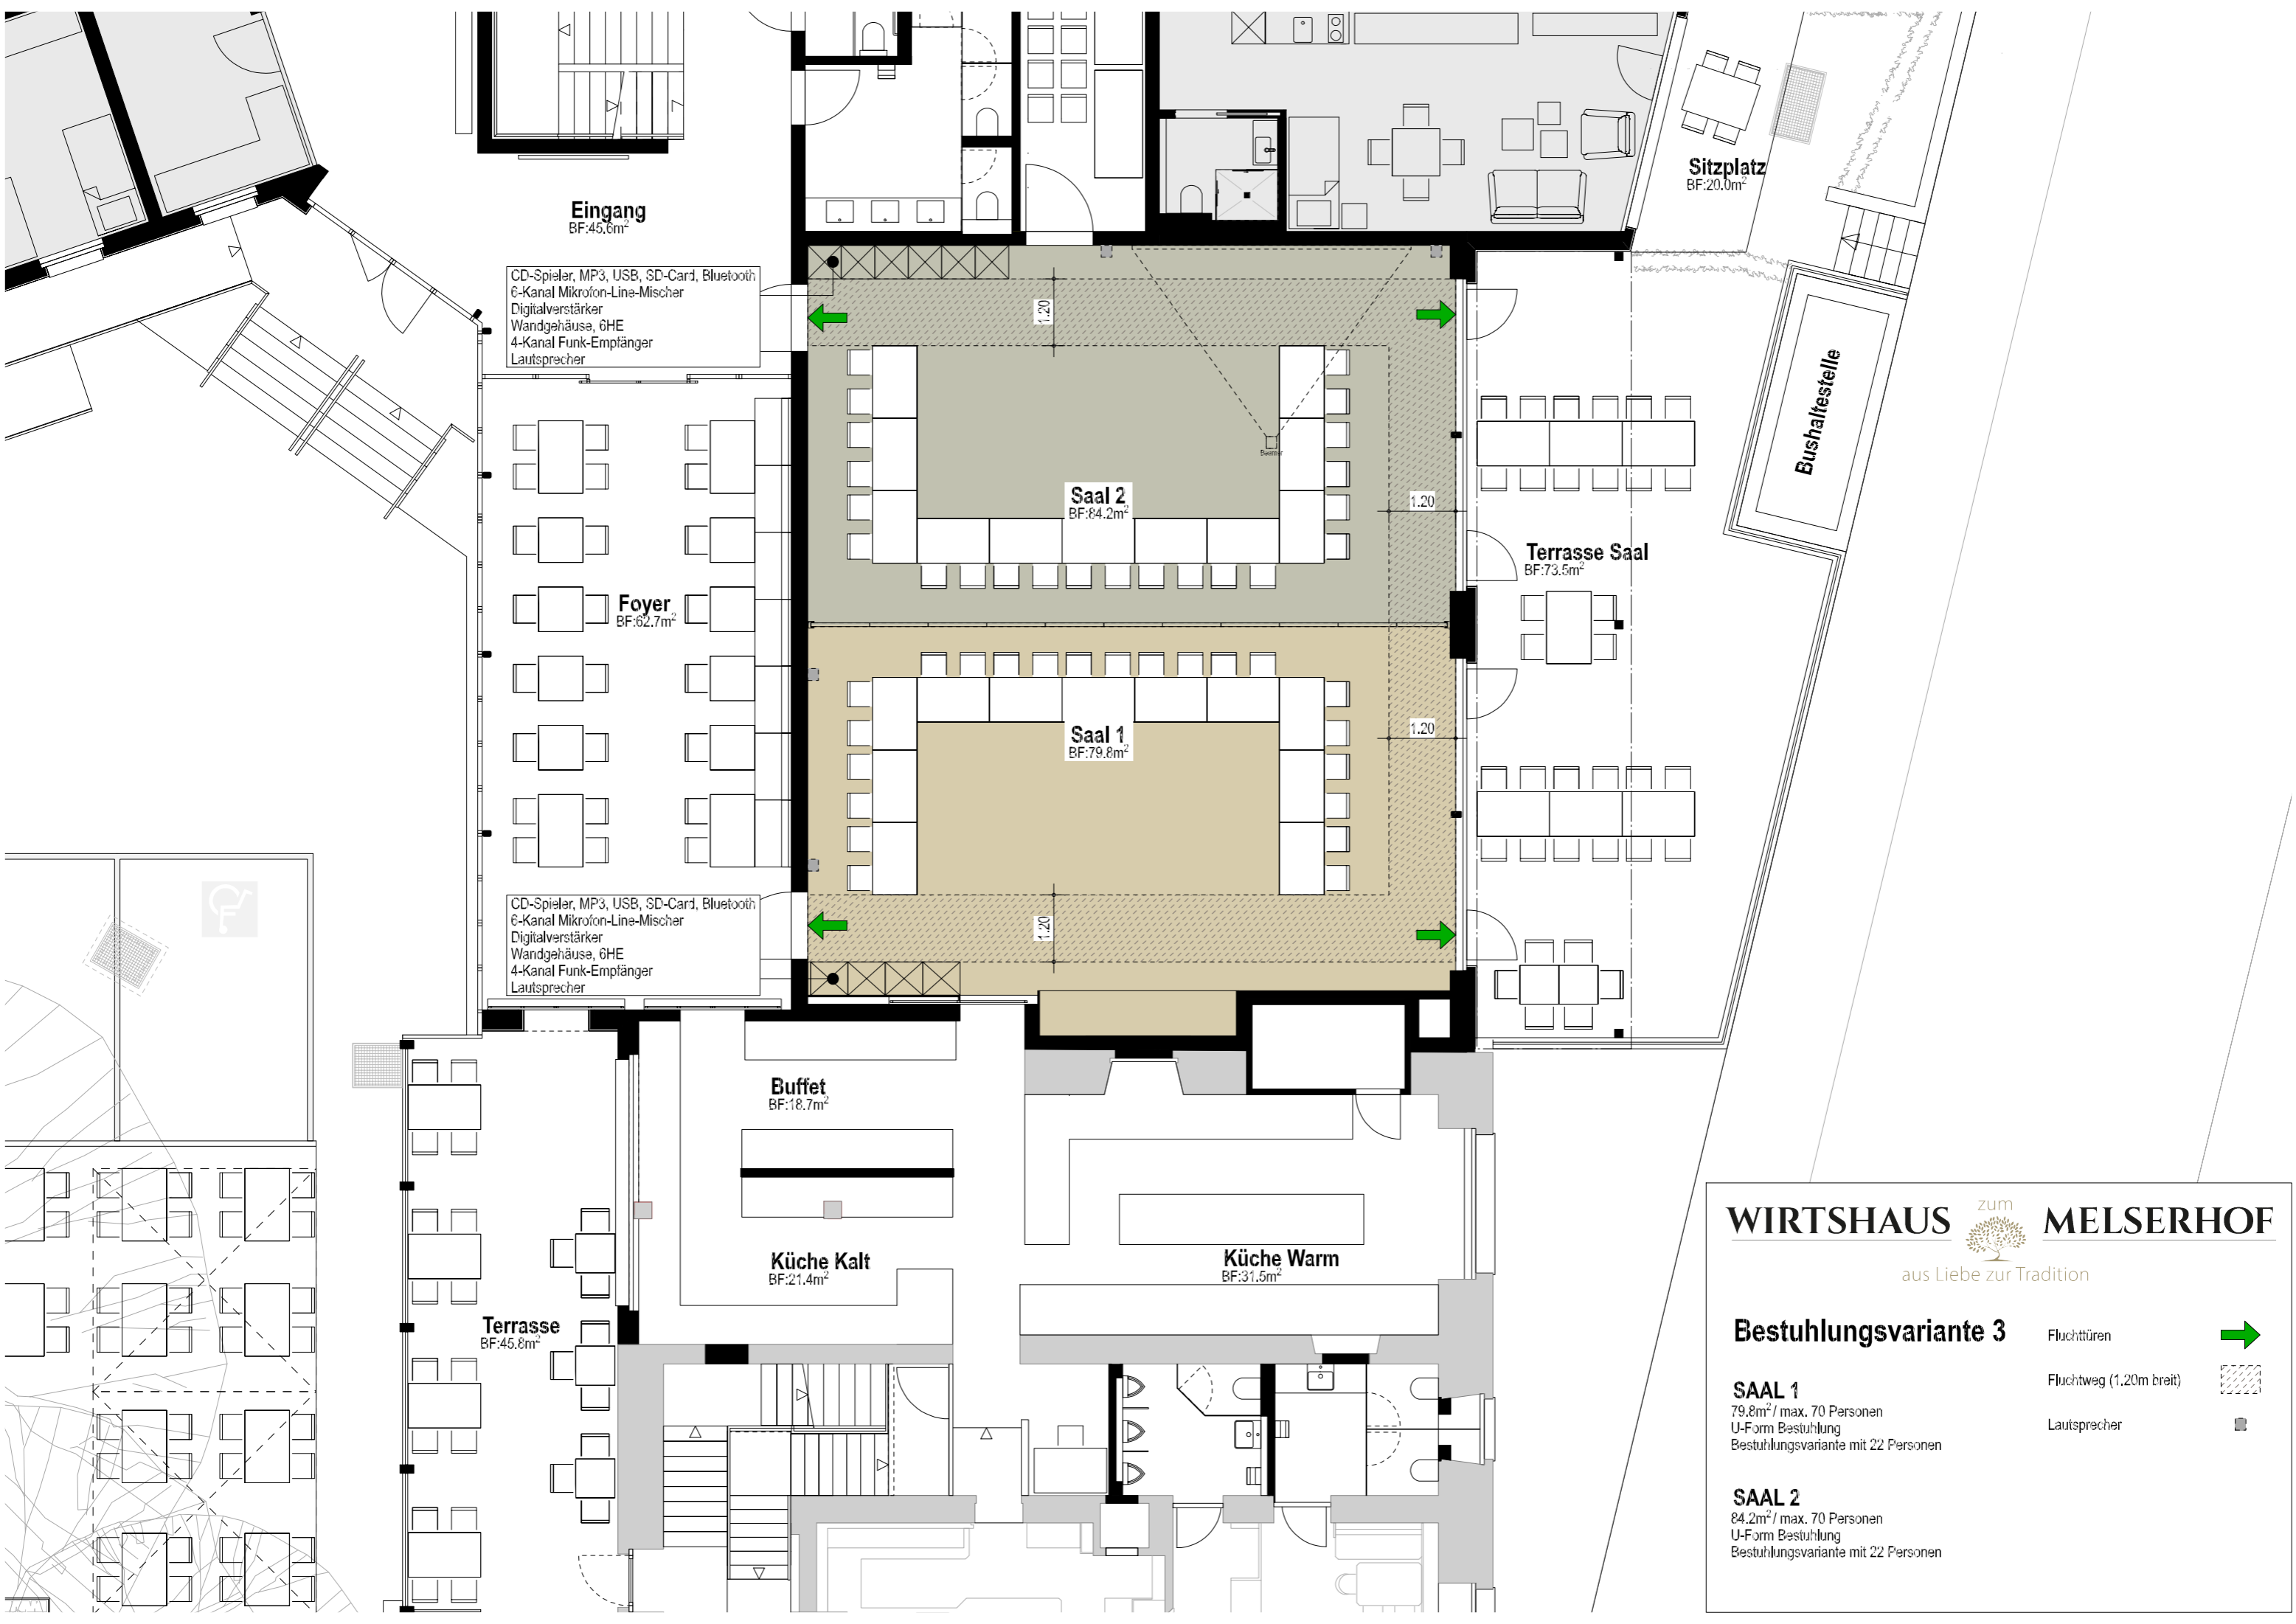 Sitzplatz
BF:20.0m²
Eingang
BF:45.6m²
CD-Spieler, MP3, USB, SD-Card, Bluetooth
6-Kanal Mikrofon-Line-Mischer
Digitalverstärker
Wandgehäuse, 6HE
4-Kanal Funk-Empfänger
Lautsprecher
1.20
Bushaltestelle
Beamer
Saal 2
BF:84.2m²
1.20
Terrasse Saal
BF:73.5m²
Foyer
BF:62.7m²
Saal 1
BF:79.8m²
1.20
CD-Spieler, MP3, USB, SD-Card, Bluetooth
6-Kanal Mikrofon-Line-Mischer
Digitalverstärker
Wandgehäuse, 6HE
4-Kanal Funk-Empfänger
Lautsprecher
1.20
Buffet
BF:18.7m²
Küche Kalt
BF:21.4m²
Küche Warm
BF:31.5m²
Terrasse
BF:45.8m²
WIRTSHAUS zum MELSERHOF
aus Liebe zur Tradition
Bestuhlungsvariante 3
Fluchttüren
Fluchtweg (1.20m breit)
Lautsprecher
SAAL 1
79.8m² / max. 70 Personen
U-Form Bestuhlung
Bestuhlungsvariante mit 22 Personen
SAAL 2
84.2m² / max. 70 Personen
U-Form Bestuhlung
Bestuhlungsvariante mit 22 Personen